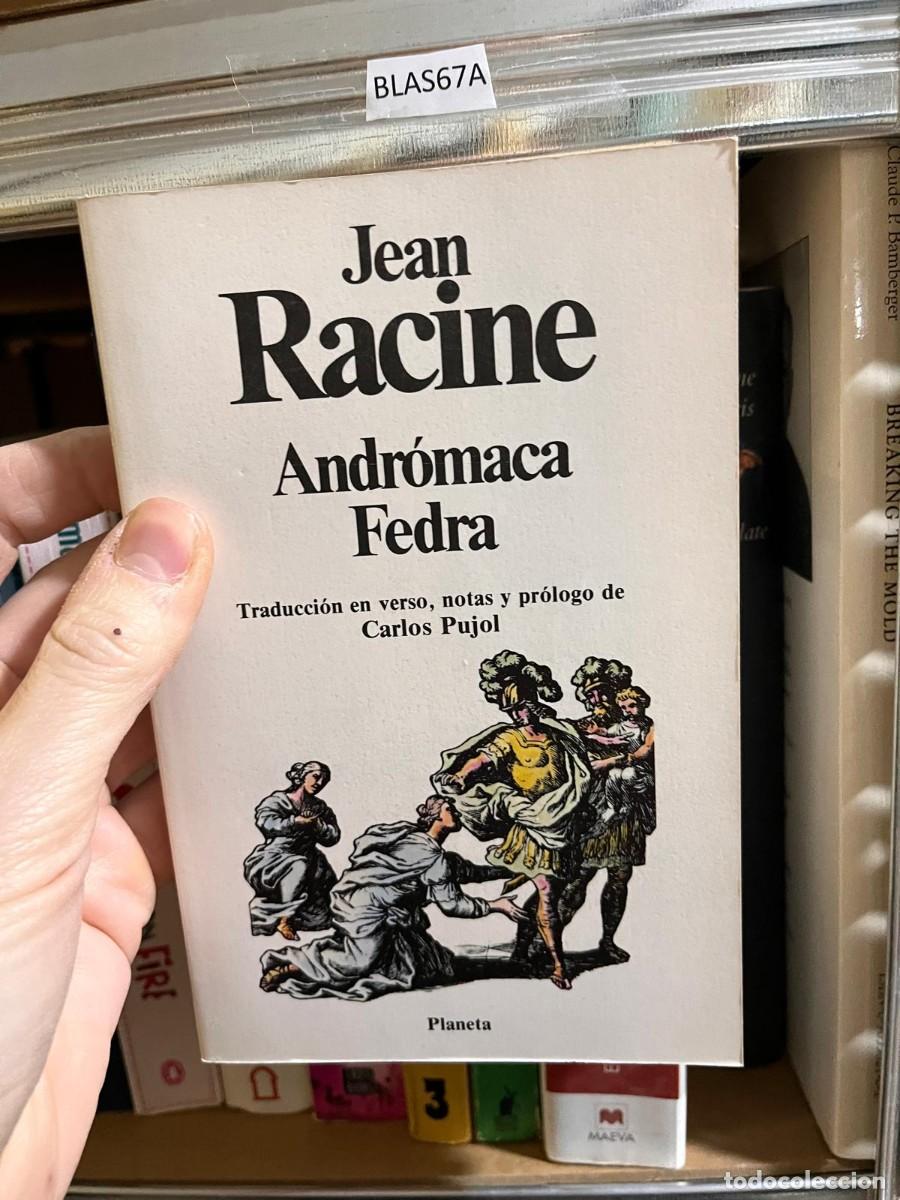 BLAS67A
Jean
Racine
Andrómaca
Fedra
Traducción en verso, notas y prólogo de
Carlos Pujol
Planeta
Claude P. Bamberger
BREAKING THE MOLD
FIRE
3
MAEVA
todocoleccion